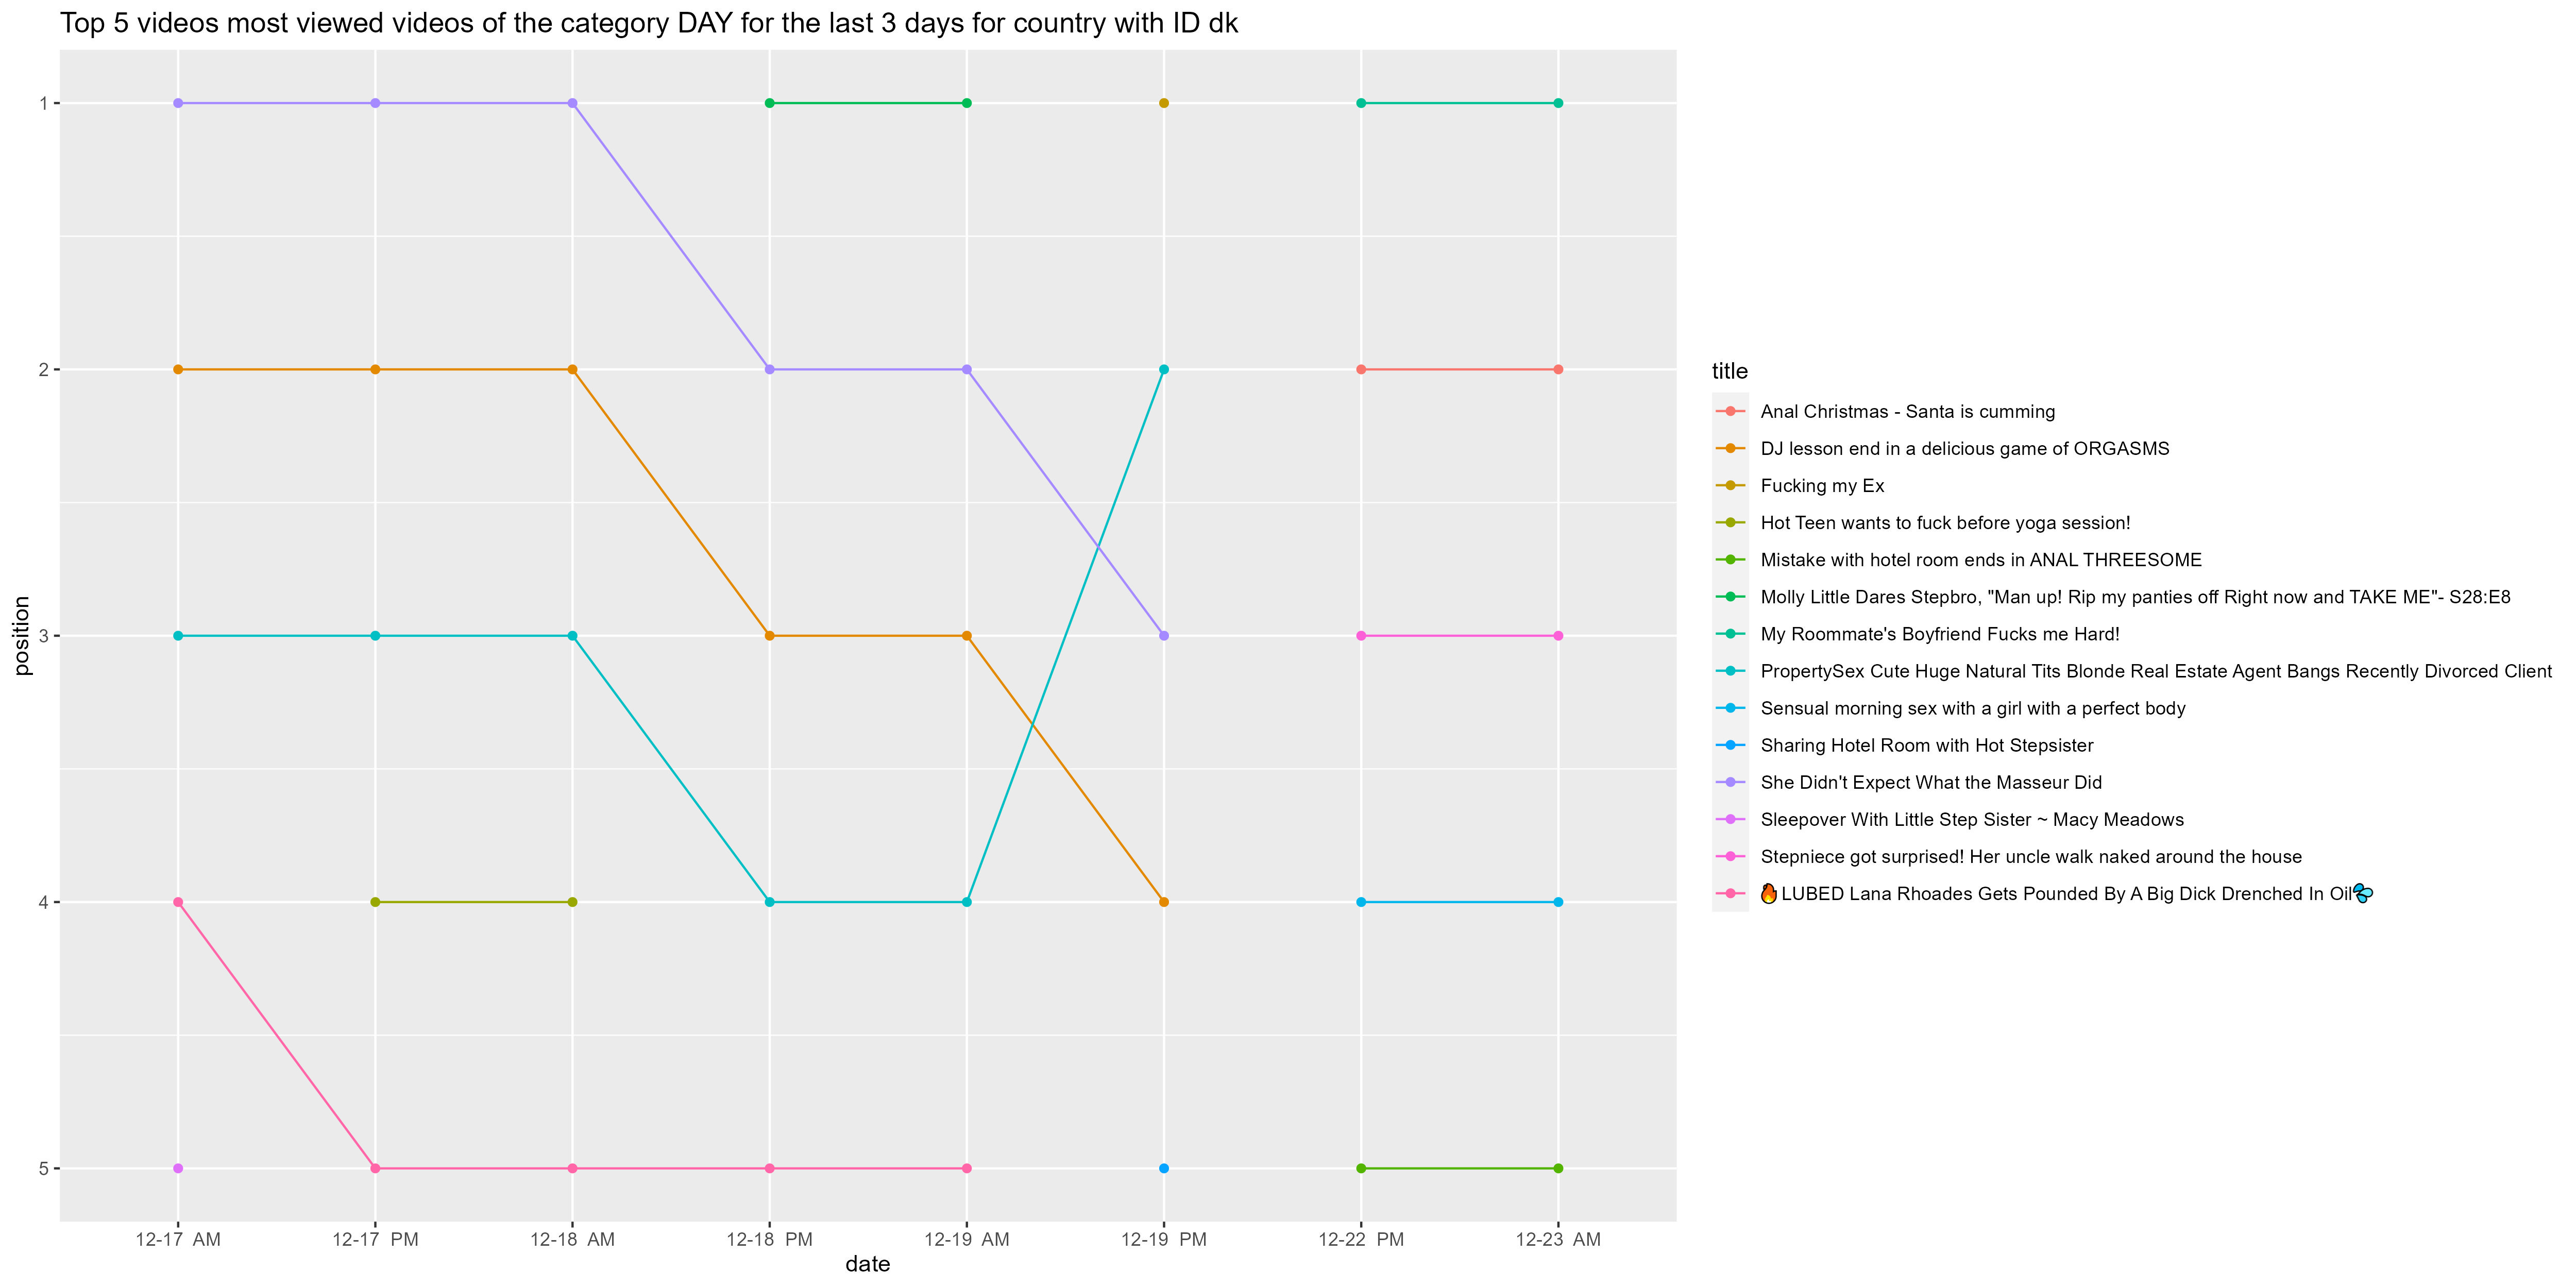 Top 5 videos most viewed videos of the category DAY for the last 3 days for country with ID dk
position
1
2
3
4
5
12-17 AM
12-17 PM
12-18 AM
12-18 PM
12-19 AM
12-19 PM
12-22 PM
12-23 AM
date
title
Anal Christmas - Santa is cumming
DJ lesson end in a delicious game of ORGASMS
Fucking my Ex
Hot Teen wants to fuck before yoga session!
Mistake with hotel room ends in ANAL THREESOME
Molly Little Dares Stepbro, "Man up! Rip my panties off Right now and TAKE ME"- S28:E8
My Roommate's Boyfriend Fucks me Hard!
PropertySex Cute Huge Natural Tits Blonde Real Estate Agent Bangs Recently Divorced Client
Sensual morning sex with a girl with a perfect body
Sharing Hotel Room with Hot Stepsister
She Didn't Expect What the Masseur Did
Sleepover With Little Step Sister ~ Macy Meadows
Stepniece got surprised! Her uncle walk naked around the house
🔥LUBED Lana Rhoades Gets Pounded By A Big Dick Drenched In Oil💦